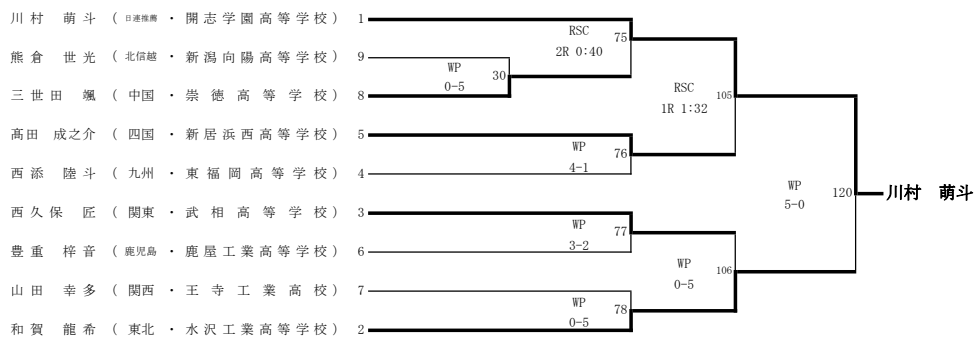 川村 萌斗 ( 日連推薦 ・ 開志学園高等学校 ) 1
RSC 75
2R 0:40
熊倉 世光 ( 北信越 ・ 新潟向陽高等学校 ) 9
WP 30
0-5
三世田 颯 ( 中国 ・ 崇徳高等学校 ) 8
RSC 105
1R 1:32
髙田 成之介 ( 四国 ・ 新居浜西高等学校 ) 5
WP 76
4-1
西添 陸斗 ( 九州 ・ 東福岡高等学校 ) 4
WP 120 川村 萌斗
5-0
西久保 匠 ( 関東 ・ 武相高等学校 ) 3
WP 77
3-2
豊重 梓音 ( 鹿児島 ・ 鹿屋工業高等学校 ) 6
WP 106
0-5
山田 幸多 ( 関西 ・ 王寺工業高校 ) 7
WP 78
0-5
和賀 龍希 ( 東北 ・ 水沢工業高等学校 ) 2